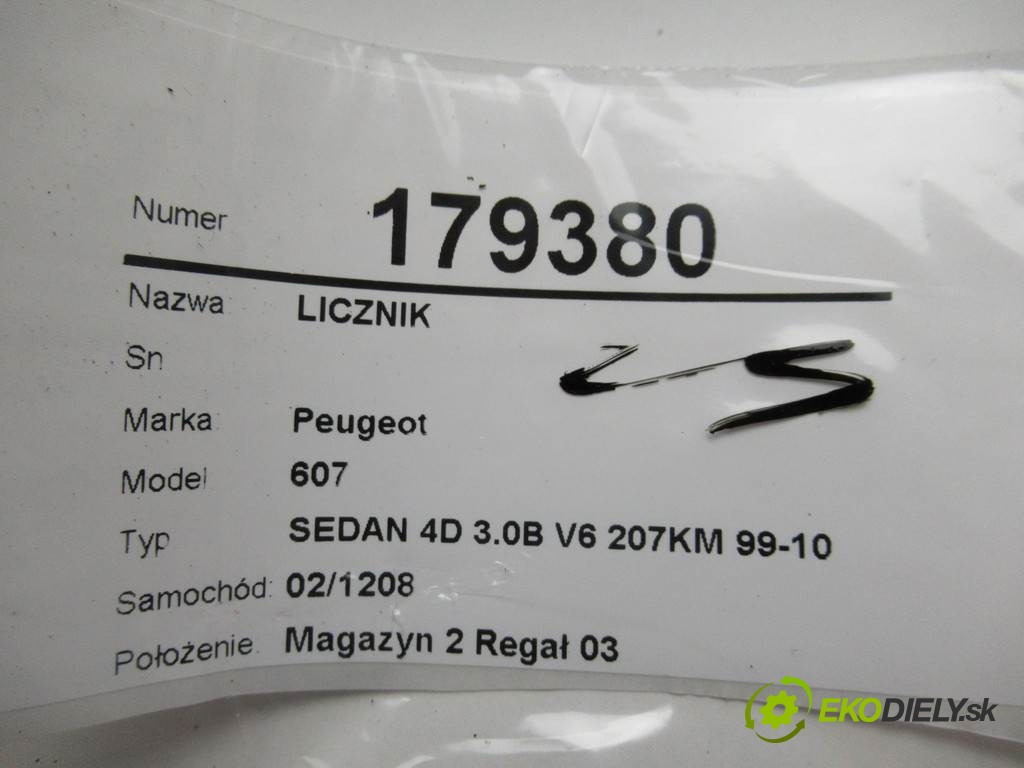 Numer 179380
Nazwa LICZNIK
Sn
Marka Peugeot
Model 607
Typ SEDAN 4D 3.0B V6 207KM 99-10
Samochód: 02/1208
Położenie: Magazyn 2 Regał 03
EKODIELY.sk